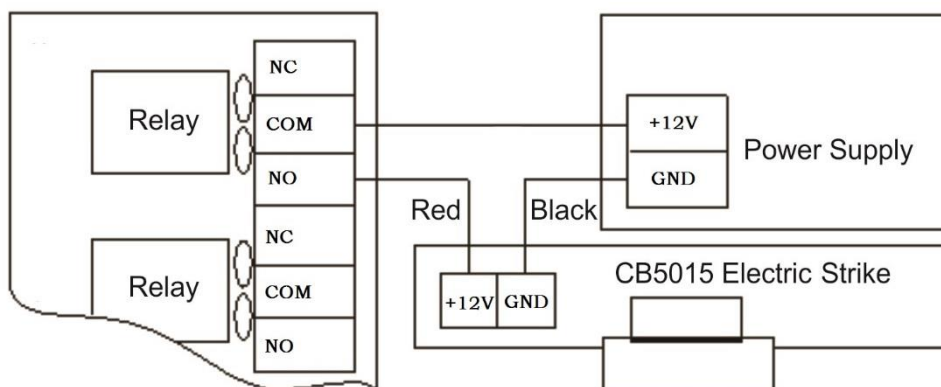 NC
Relay
COM
+12V
Power Supply
NO
GND
Red
Black
NC
CB5015 Electric Strike
Relay
COM
+12V
GND
NO